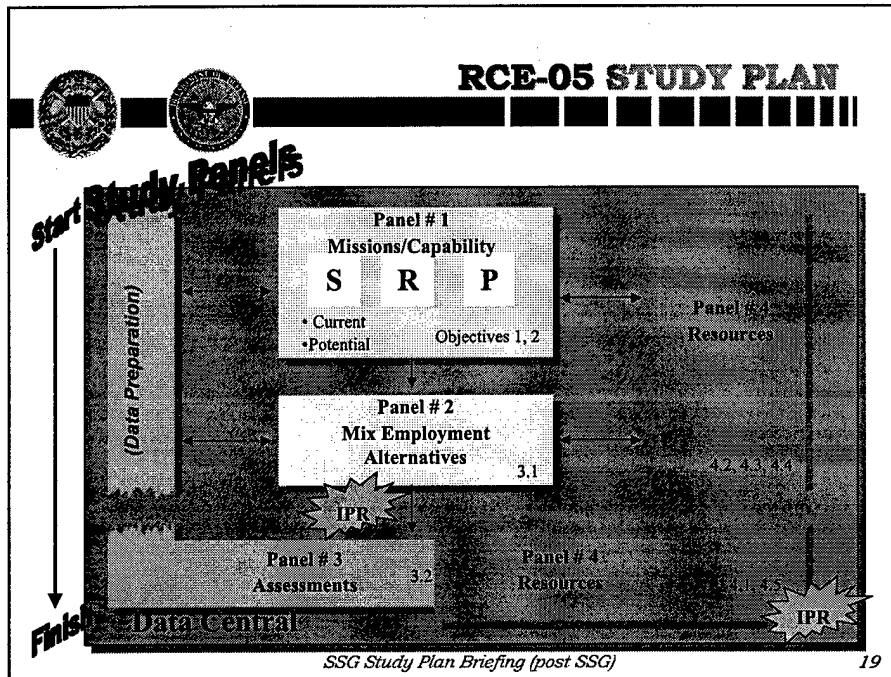 RCE-05 STUDY PLAN
Start Study Panels
Panel # 1
Missions/Capability
S R P
• Current
•Potential
Objectives 1, 2
(Data Preparation)
Panel # 4
Resources
Panel # 2
Mix Employment
Alternatives
3.1
4.2, 4.3, 4.4
IPR
Panel # 3
Assessments
3.2
Panel # 4
Resources
4.1, 4.5
IPR
Finish
Data Central
SSG Study Plan Briefing (post SSG)
19